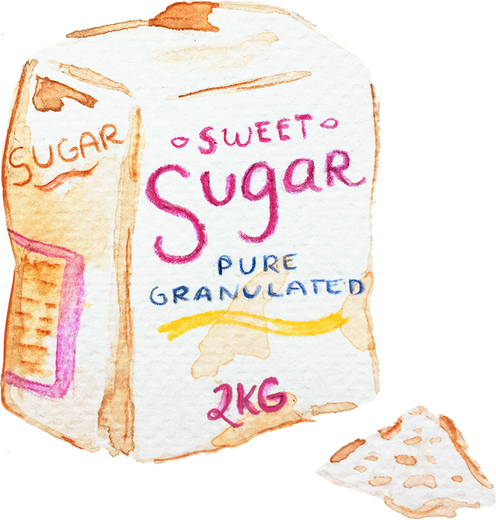 SUGAR
SWEET
Sugar
PURE
GRANULATED
2KG